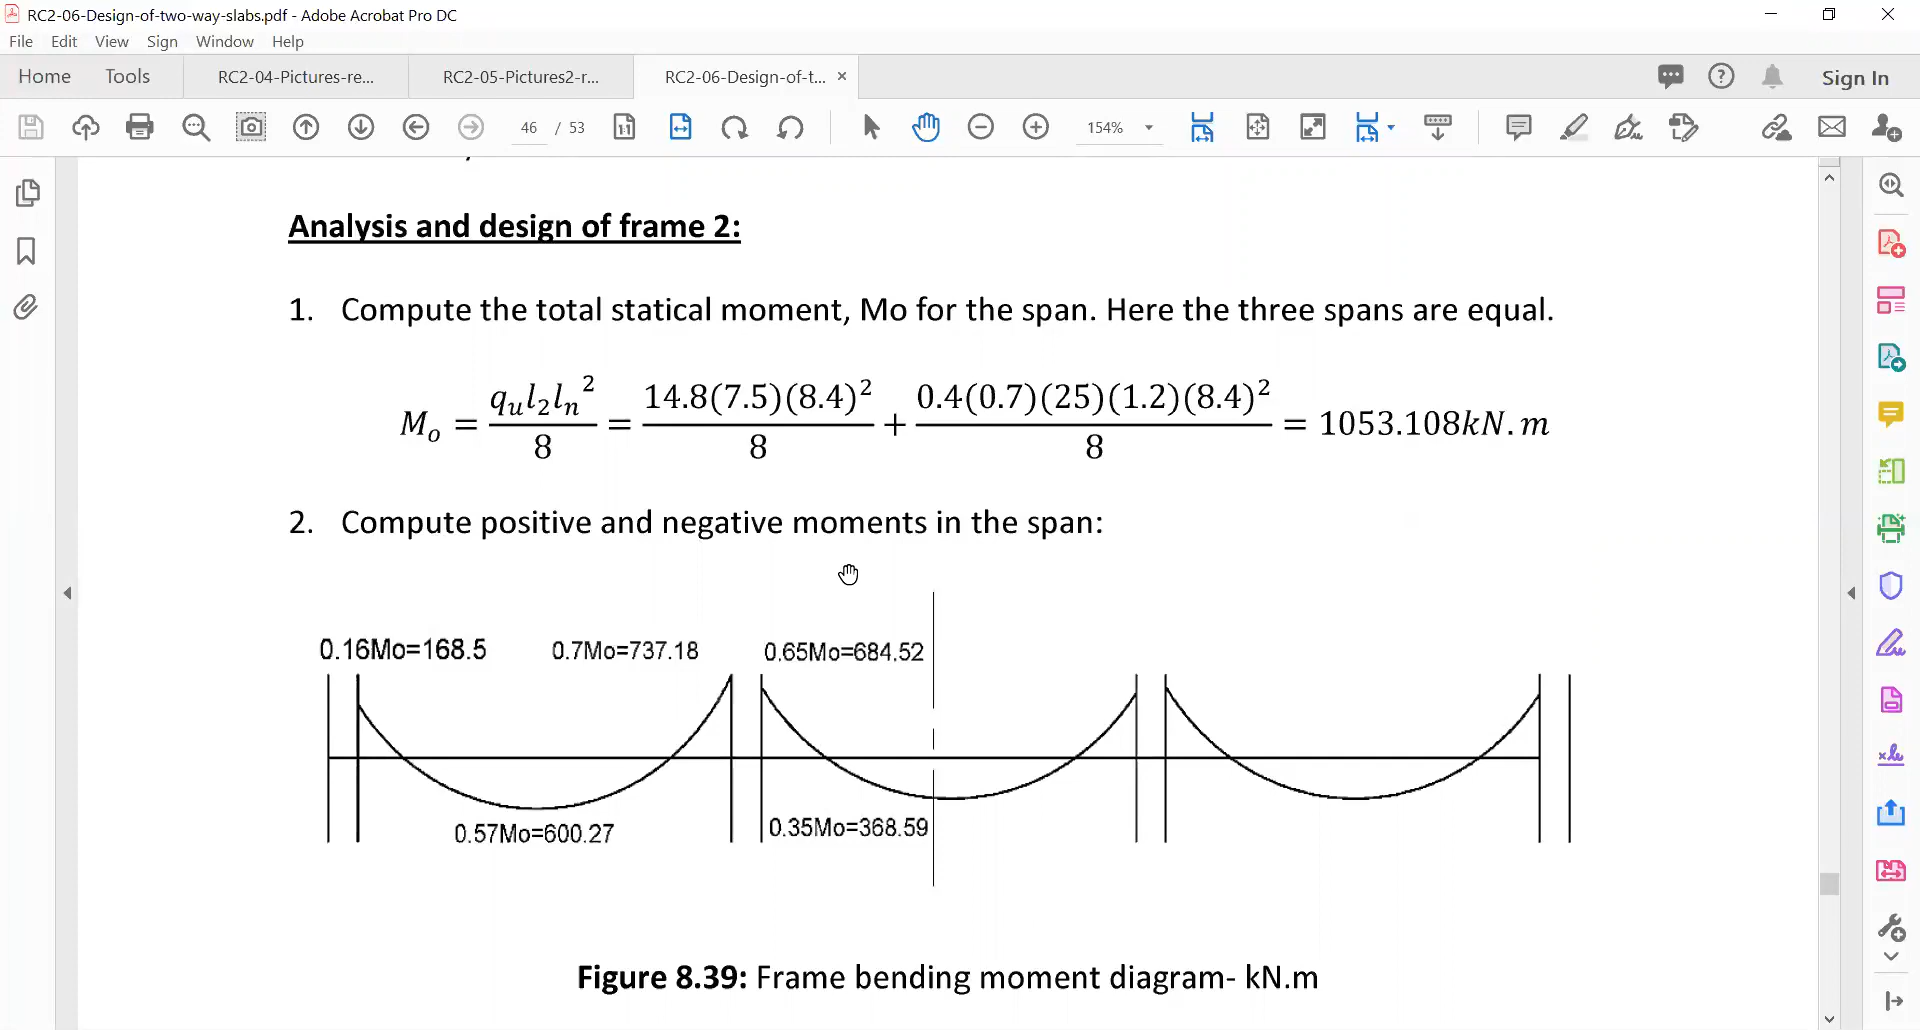 RC2-06-Design-of-two-way-slabs.pdf - Adobe Acrobat Pro DC
File Edit View Sign Window Help
Home Tools RC2-04-Pictures-re... RC2-05-Pictures2-r... RC2-06-Design-of-t... × Sign In
46 / 53 1:1 154%
Analysis and design of frame 2:
1. Compute the total statical moment, Mo for the span. Here the three spans are equal.
Mₒ = qᵤl₂lₙ²/8 = 14.8(7.5)(8.4)²/8 + 0.4(0.7)(25)(1.2)(8.4)²/8 = 1053.108kN.m
2. Compute positive and negative moments in the span:
0.16Mo=168.5 0.7Mo=737.18 0.65Mo=684.52
0.57Mo=600.27 0.35Mo=368.59
Figure 8.39: Frame bending moment diagram- kN.m